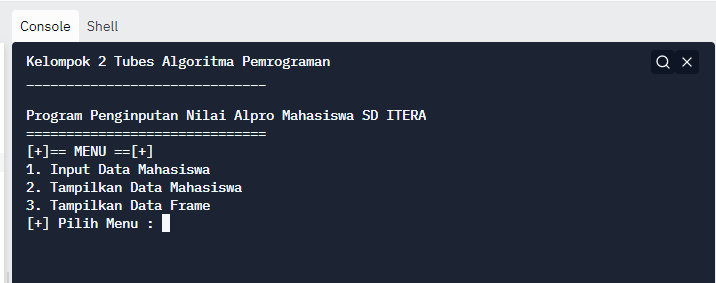 Console Shell
Kelompok 2 Tubes Algoritma Pemrograman
______________________________
Program Penginputan Nilai Alpro Mahasiswa SD ITERA
==============================
[+]== MENU ==[+]
1. Input Data Mahasiswa
2. Tampilkan Data Mahasiswa
3. Tampilkan Data Frame
[+] Pilih Menu :